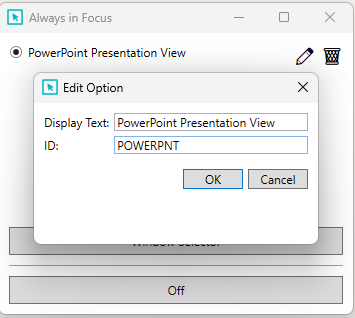 Always in Focus
PowerPoint Presentation View
Edit Option
Display Text: PowerPoint Presentation View
ID: POWERPNT
OK Cancel
Window Selector
Off